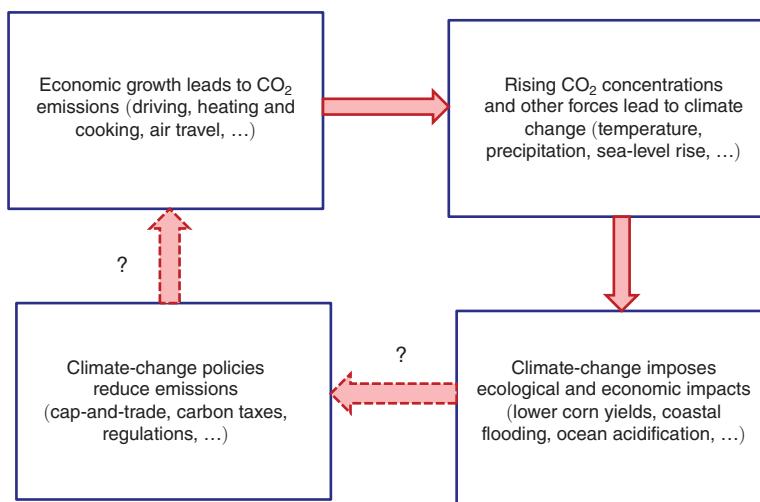 Economic growth leads to CO₂
emissions (driving, heating and
cooking, air travel, …)
Rising CO₂ concentrations
and other forces lead to climate
change (temperature,
precipitation, sea-level rise, …)
?
?
Climate-change policies
reduce emissions
(cap-and-trade, carbon taxes,
regulations, …)
Climate-change imposes
ecological and economic impacts
(lower corn yields, coastal
flooding, ocean acidification, …)